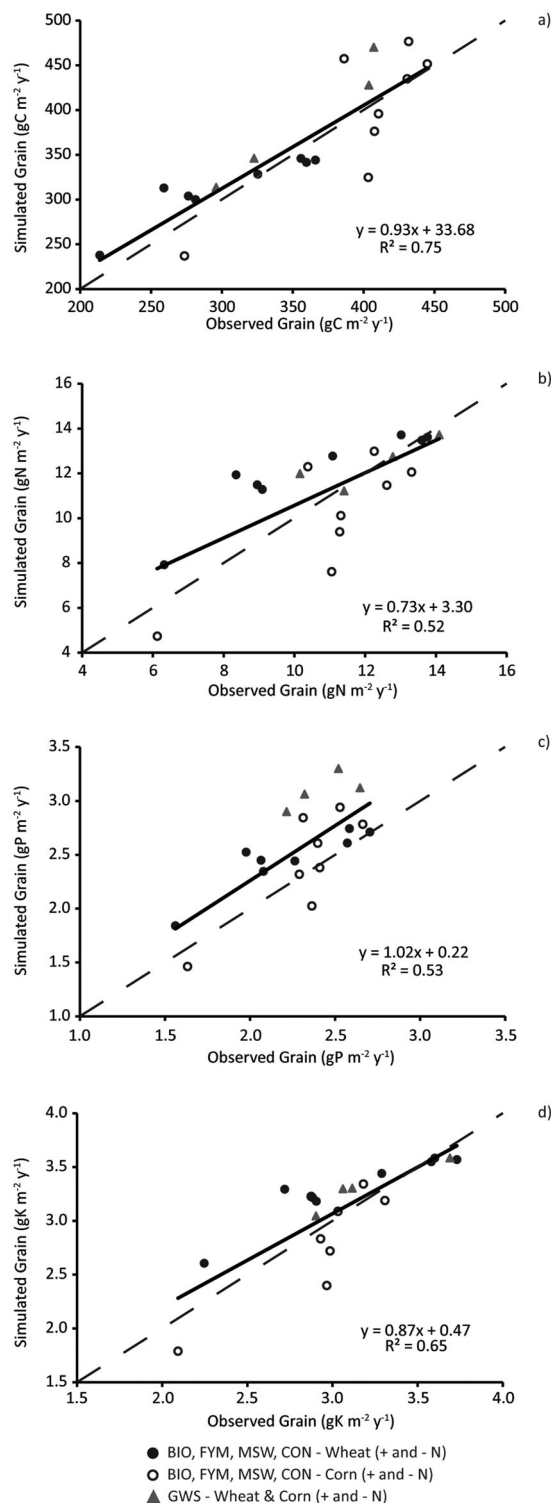 a)
500
450
400
350
300
250
200
Simulated Grain (gC m⁻² y⁻¹)
y = 0.93x + 33.68
R² = 0.75
200 250 300 350 400 450 500
Observed Grain (gC m⁻² y⁻¹)
b)
16
14
12
10
8
6
4
Simulated Grain (gN m⁻² y⁻¹)
y = 0.73x + 3.30
R² = 0.52
4 6 8 10 12 14 16
Observed Grain (gN m⁻² y⁻¹)
c)
3.5
3.0
2.5
2.0
1.5
1.0
Simulated Grain (gP m⁻² y⁻¹)
y = 1.02x + 0.22
R² = 0.53
1.0 1.5 2.0 2.5 3.0 3.5
Observed Grain (gP m⁻² y⁻¹)
d)
4.0
3.5
3.0
2.5
2.0
1.5
Simulated Grain (gK m⁻² y⁻¹)
y = 0.87x + 0.47
R² = 0.65
1.5 2.0 2.5 3.0 3.5 4.0
Observed Grain (gK m⁻² y⁻¹)
BIO, FYM, MSW, CON - Wheat (+ and - N)
BIO, FYM, MSW, CON - Corn (+ and - N)
GWS - Wheat & Corn (+ and - N)